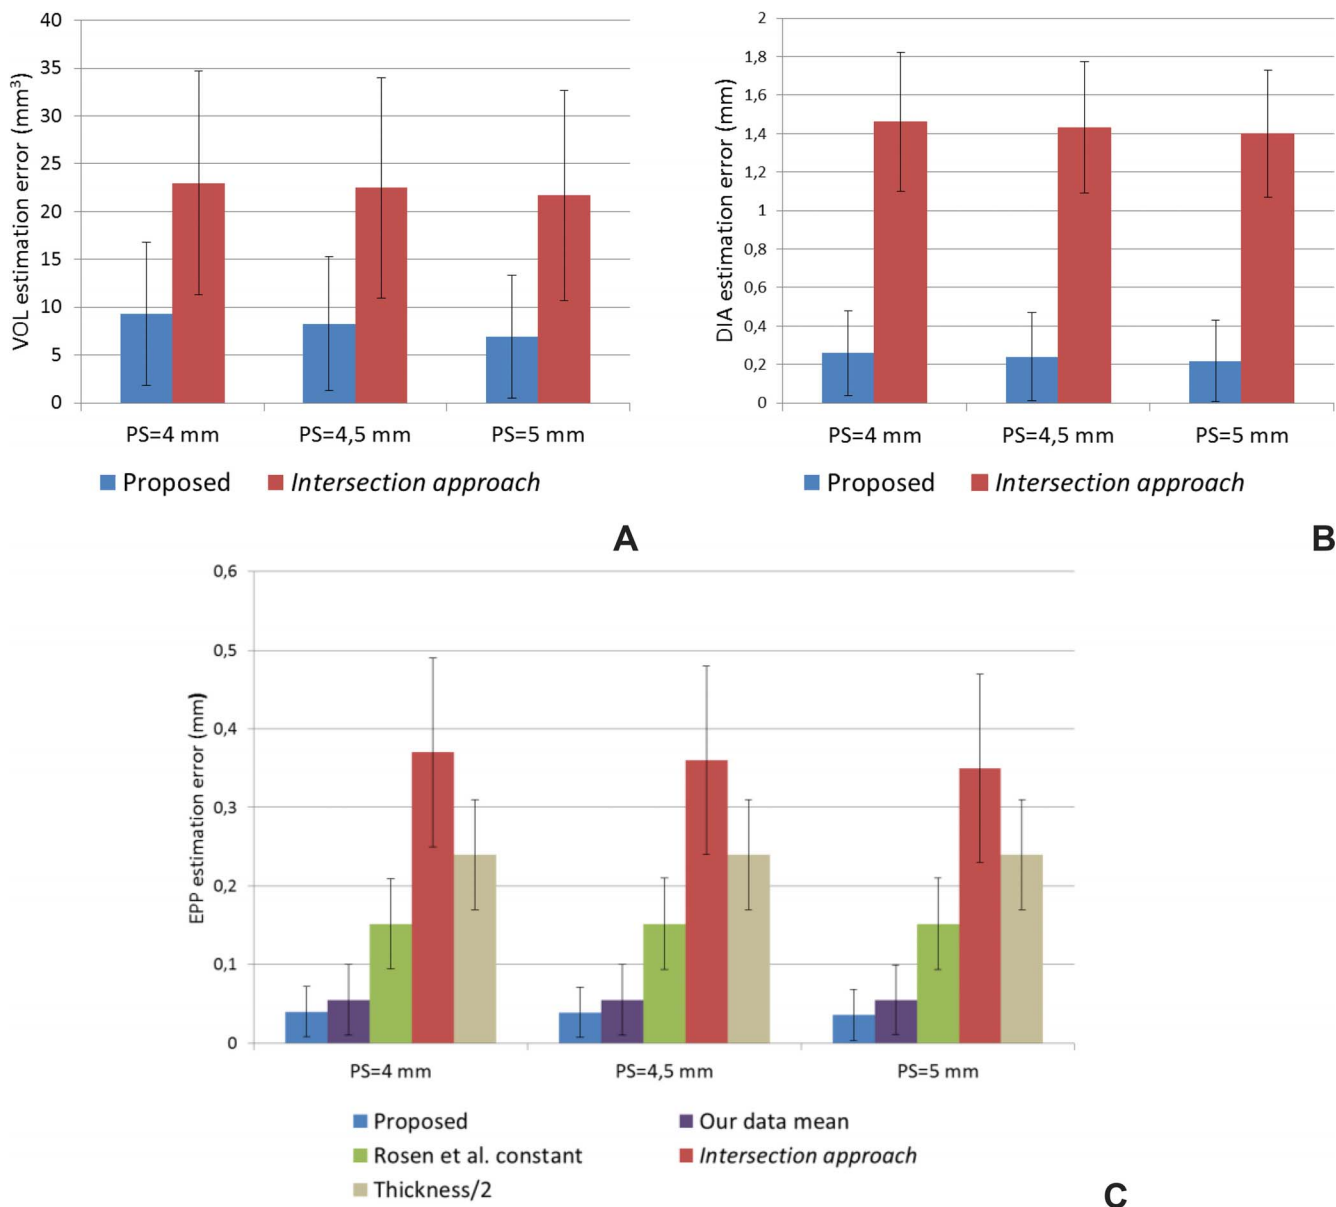 VOL estimation error (mm³)
40
35
30
25
20
15
10
5
0
PS=4 mm
PS=4,5 mm
PS=5 mm
Proposed
Intersection approach
A
DIA estimation error (mm)
2
1,8
1,6
1,4
1,2
1
0,8
0,6
0,4
0,2
0
PS=4 mm
PS=4,5 mm
PS=5 mm
Proposed
Intersection approach
B
EPP estimation error (mm)
0,6
0,5
0,4
0,3
0,2
0,1
0
PS=4 mm
PS=4,5 mm
PS=5 mm
Proposed
Our data mean
Rosen et al. constant
Intersection approach
Thickness/2
C